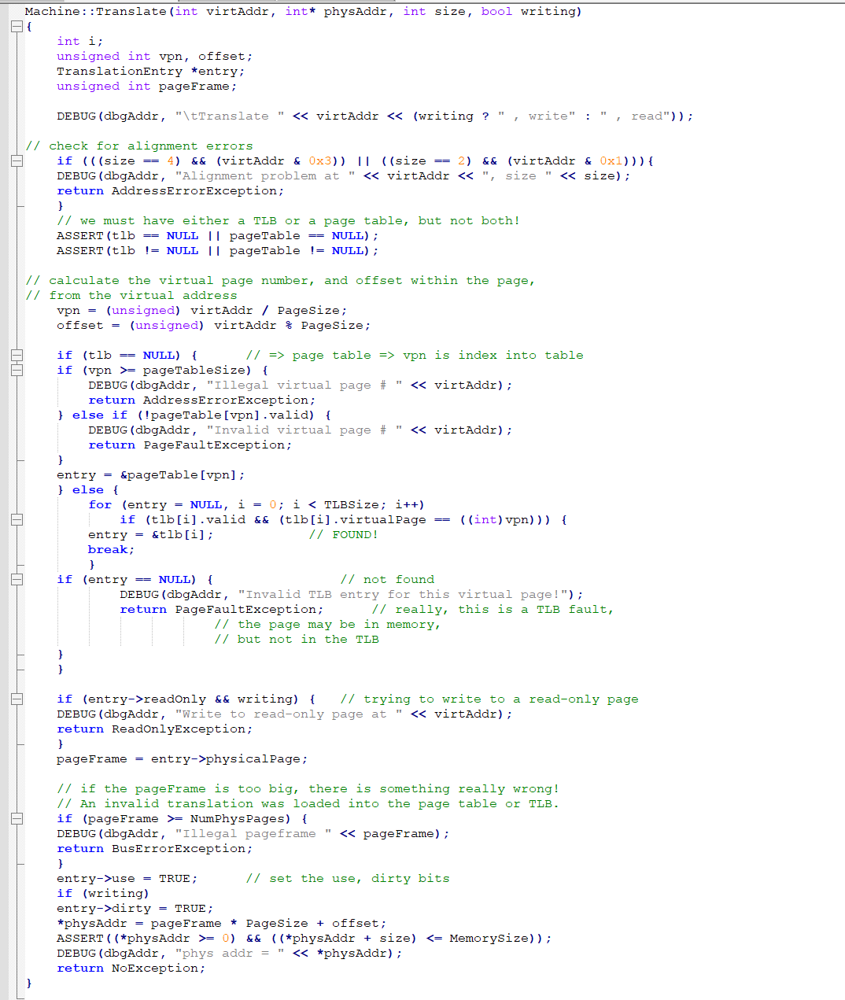 Machine::Translate(int virtAddr, int* physAddr, int size, bool writing)
{
    int i;
    unsigned int vpn, offset;
    TranslationEntry *entry;
    unsigned int pageFrame;

    DEBUG(dbgAddr, "\tTranslate " << virtAddr << (writing ? " , write" : " , read"));

// check for alignment errors
    if (((size == 4) && (virtAddr & 0x3)) || ((size == 2) && (virtAddr & 0x1))){
    DEBUG(dbgAddr, "Alignment problem at " << virtAddr << ", size " << size);
    return AddressErrorException;
    }
    // we must have either a TLB or a page table, but not both!
    ASSERT(tlb == NULL || pageTable == NULL);
    ASSERT(tlb != NULL || pageTable != NULL);

// calculate the virtual page number, and offset within the page,
// from the virtual address
    vpn = (unsigned) virtAddr / PageSize;
    offset = (unsigned) virtAddr % PageSize;

    if (tlb == NULL) {      // => page table => vpn is index into table
    if (vpn >= pageTableSize) {
        DEBUG(dbgAddr, "Illegal virtual page # " << virtAddr);
        return AddressErrorException;
    } else if (!pageTable[vpn].valid) {
        DEBUG(dbgAddr, "Invalid virtual page # " << virtAddr);
        return PageFaultException;
    }
    entry = &pageTable[vpn];
    } else {
        for (entry = NULL, i = 0; i < TLBSize; i++)
            if (tlb[i].valid && (tlb[i].virtualPage == ((int)vpn))) {
        entry = &tlb[i];            // FOUND!
        break;
        }
    if (entry == NULL) {                // not found
            DEBUG(dbgAddr, "Invalid TLB entry for this virtual page!");
            return PageFaultException;      // really, this is a TLB fault,
                        // the page may be in memory,
                        // but not in the TLB
    }
    }

    if (entry->readOnly && writing) {   // trying to write to a read-only page
    DEBUG(dbgAddr, "Write to read-only page at " << virtAddr);
    return ReadOnlyException;
    }
    pageFrame = entry->physicalPage;

    // if the pageFrame is too big, there is something really wrong!
    // An invalid translation was loaded into the page table or TLB.
    if (pageFrame >= NumPhysPages) {
    DEBUG(dbgAddr, "Illegal pageframe " << pageFrame);
    return BusErrorException;
    }
    entry->use = TRUE;      // set the use, dirty bits
    if (writing)
    entry->dirty = TRUE;
    *physAddr = pageFrame * PageSize + offset;
    ASSERT((*physAddr >= 0) && ((*physAddr + size) <= MemorySize));
    DEBUG(dbgAddr, "phys addr = " << *physAddr);
    return NoException;
}